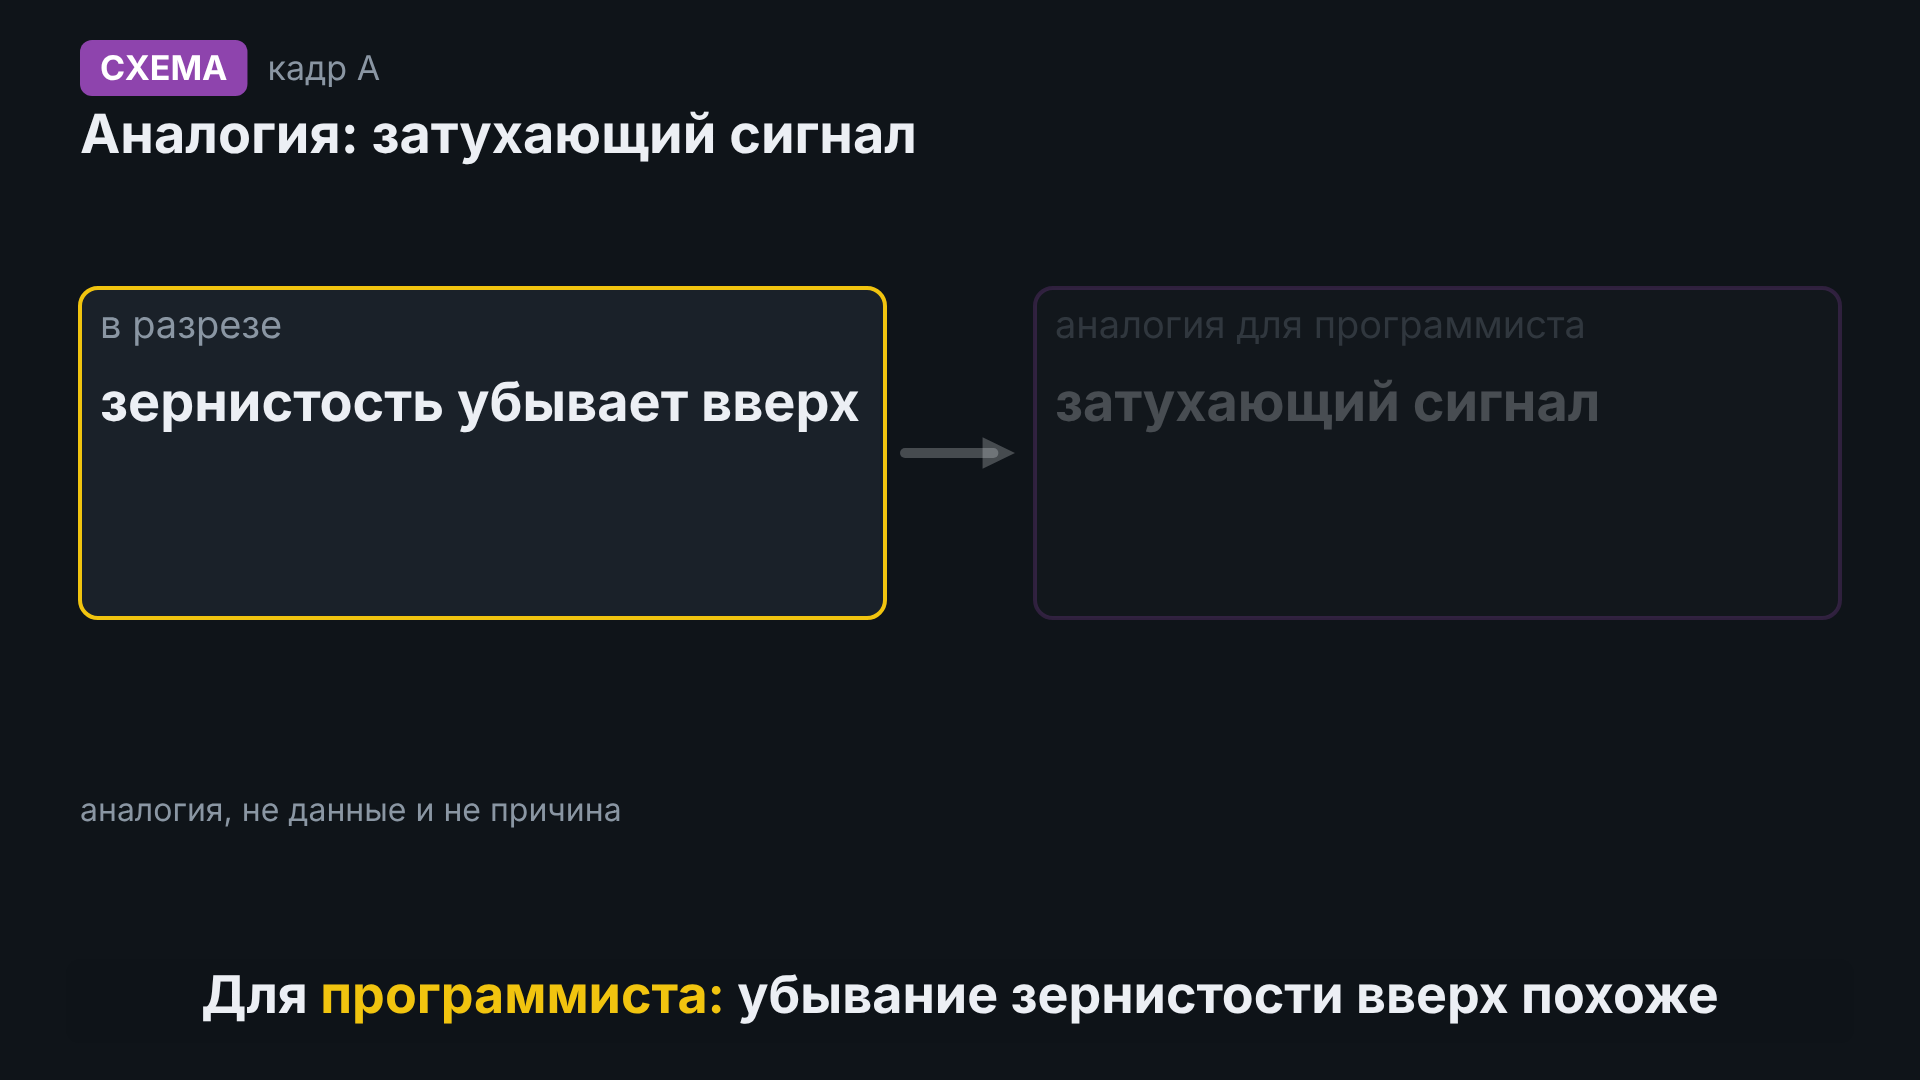 СХЕМА кадр А
Аналогия: затухающий сигнал
в разрезе
зернистость убывает вверх
аналогия для программиста
затухающий сигнал
аналогия, не данные и не причина
Для программиста: убывание зернистости вверх похоже